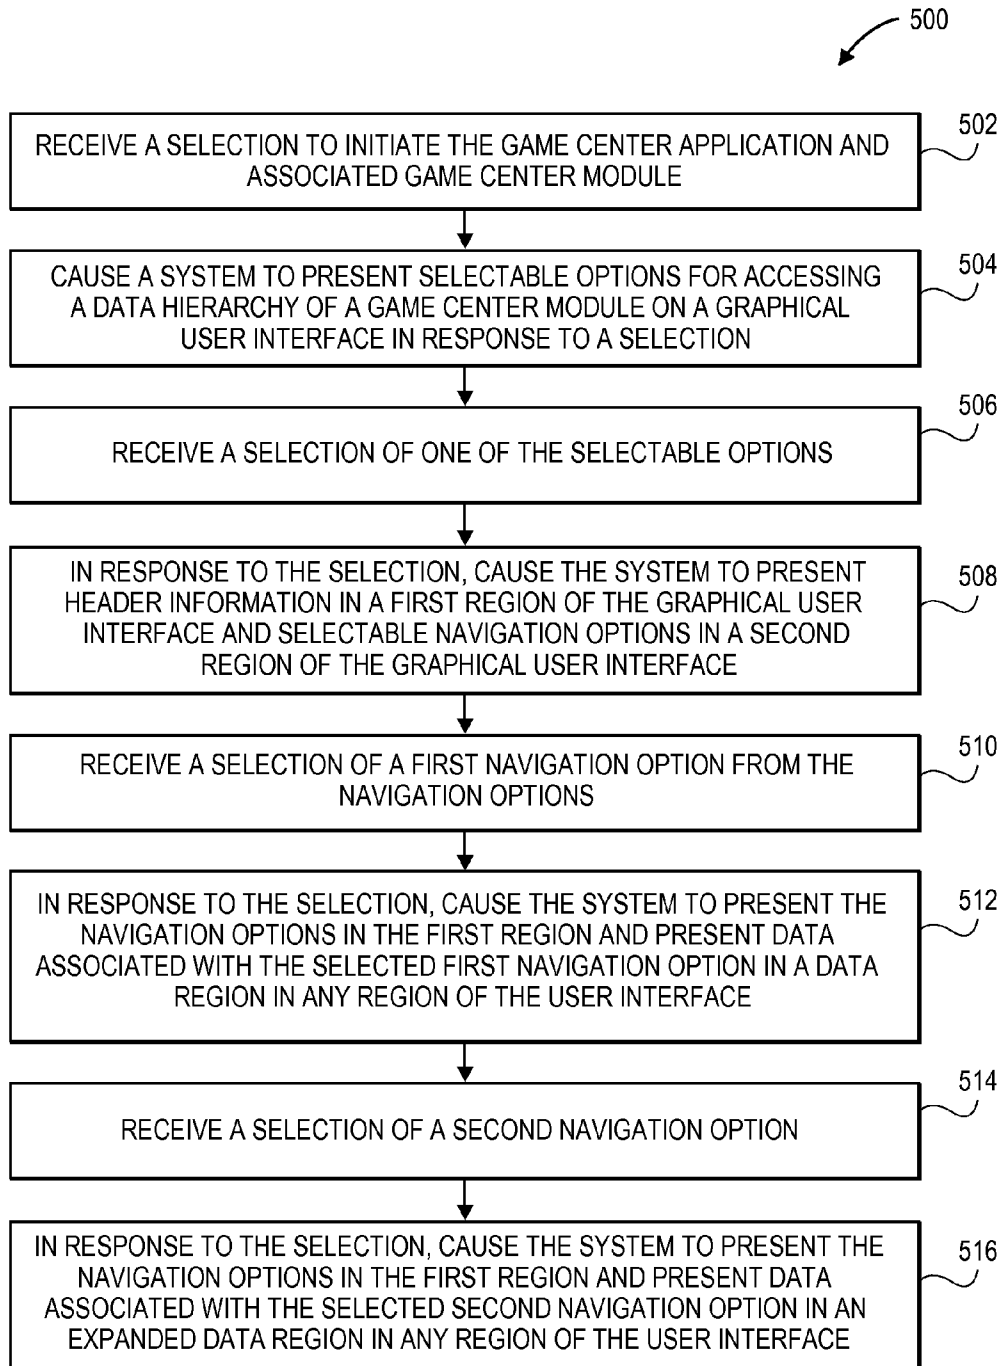 500
502
RECEIVE A SELECTION TO INITIATE THE GAME CENTER APPLICATION AND
ASSOCIATED GAME CENTER MODULE
504
CAUSE A SYSTEM TO PRESENT SELECTABLE OPTIONS FOR ACCESSING
A DATA HIERARCHY OF A GAME CENTER MODULE ON A GRAPHICAL
USER INTERFACE IN RESPONSE TO A SELECTION
506
RECEIVE A SELECTION OF ONE OF THE SELECTABLE OPTIONS
508
IN RESPONSE TO THE SELECTION, CAUSE THE SYSTEM TO PRESENT
HEADER INFORMATION IN A FIRST REGION OF THE GRAPHICAL USER
INTERFACE AND SELECTABLE NAVIGATION OPTIONS IN A SECOND
REGION OF THE GRAPHICAL USER INTERFACE
510
RECEIVE A SELECTION OF A FIRST NAVIGATION OPTION FROM THE
NAVIGATION OPTIONS
512
IN RESPONSE TO THE SELECTION, CAUSE THE SYSTEM TO PRESENT THE
NAVIGATION OPTIONS IN THE FIRST REGION AND PRESENT DATA
ASSOCIATED WITH THE SELECTED FIRST NAVIGATION OPTION IN A DATA
REGION IN ANY REGION OF THE USER INTERFACE
514
RECEIVE A SELECTION OF A SECOND NAVIGATION OPTION
516
IN RESPONSE TO THE SELECTION, CAUSE THE SYSTEM TO PRESENT THE
NAVIGATION OPTIONS IN THE FIRST REGION AND PRESENT DATA
ASSOCIATED WITH THE SELECTED SECOND NAVIGATION OPTION IN AN
EXPANDED DATA REGION IN ANY REGION OF THE USER INTERFACE